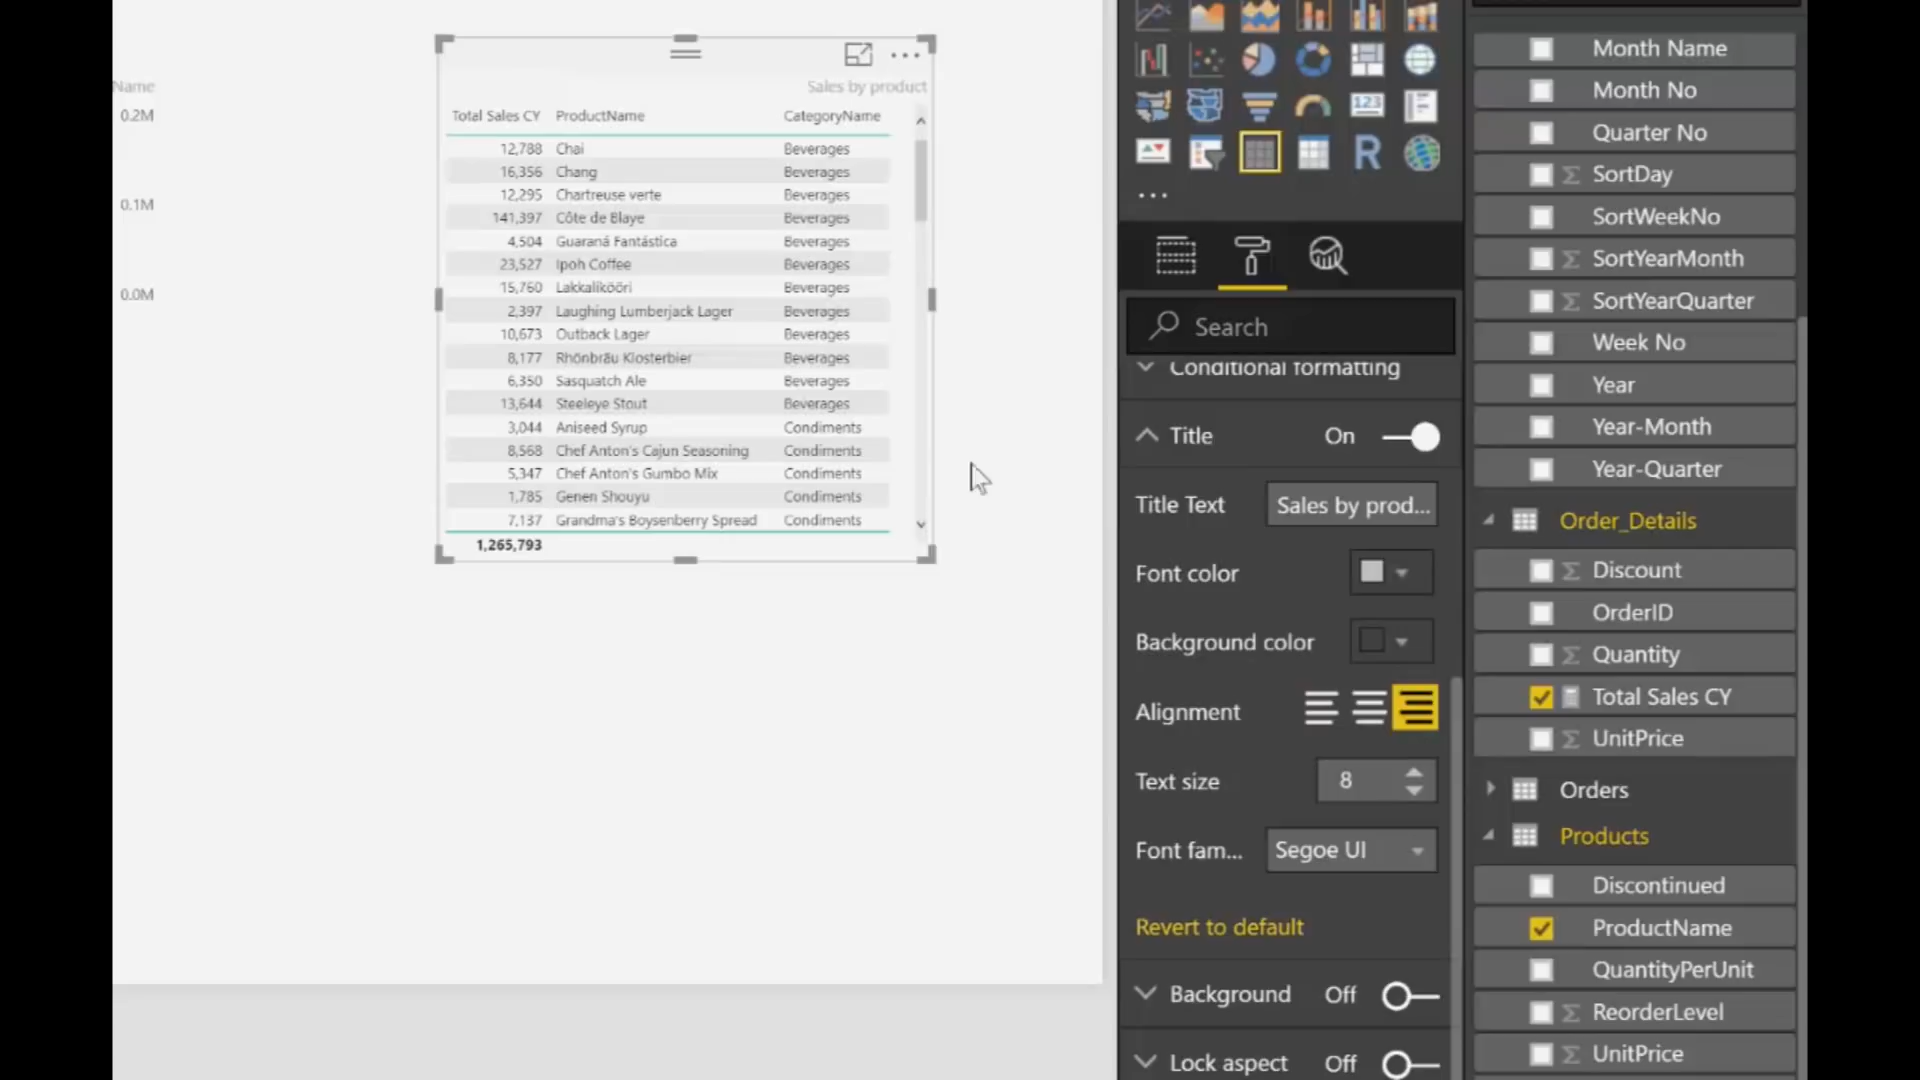 Name
0.2M
0.1M
0.0M
Sales by product
Total Sales CY ProductName CategoryName
12,788 Chai Beverages
16,356 Chang Beverages
12,295 Chartreuse verte Beverages
141,397 Côte de Blaye Beverages
4,504 Guaraná Fantástica Beverages
23,527 Ipoh Coffee Beverages
15,760 Lakkalikööri Beverages
2,397 Laughing Lumberjack Lager Beverages
10,673 Outback Lager Beverages
8,177 Rhönbräu Klosterbier Beverages
6,350 Sasquatch Ale Beverages
13,644 Steeleye Stout Beverages
3,044 Aniseed Syrup Condiments
8,568 Chef Anton's Cajun Seasoning Condiments
5,347 Chef Anton's Gumbo Mix Condiments
1,785 Genen Shouyu Condiments
7,137 Grandma's Boysenberry Spread Condiments
1,265,793
123
R
Search
Conditional formatting
Title On
Title Text Sales by prod...
Font color
Background color
Alignment
Text size 8
Font fam... Segoe UI
Revert to default
Background Off
Lock aspect Off
Month Name
Month No
Quarter No
Σ SortDay
SortWeekNo
Σ SortYearMonth
Σ SortYearQuarter
Week No
Year
Year-Month
Year-Quarter
Order_Details
Σ Discount
OrderID
Σ Quantity
Total Sales CY
Σ UnitPrice
Orders
Products
Discontinued
ProductName
QuantityPerUnit
Σ ReorderLevel
Σ UnitPrice